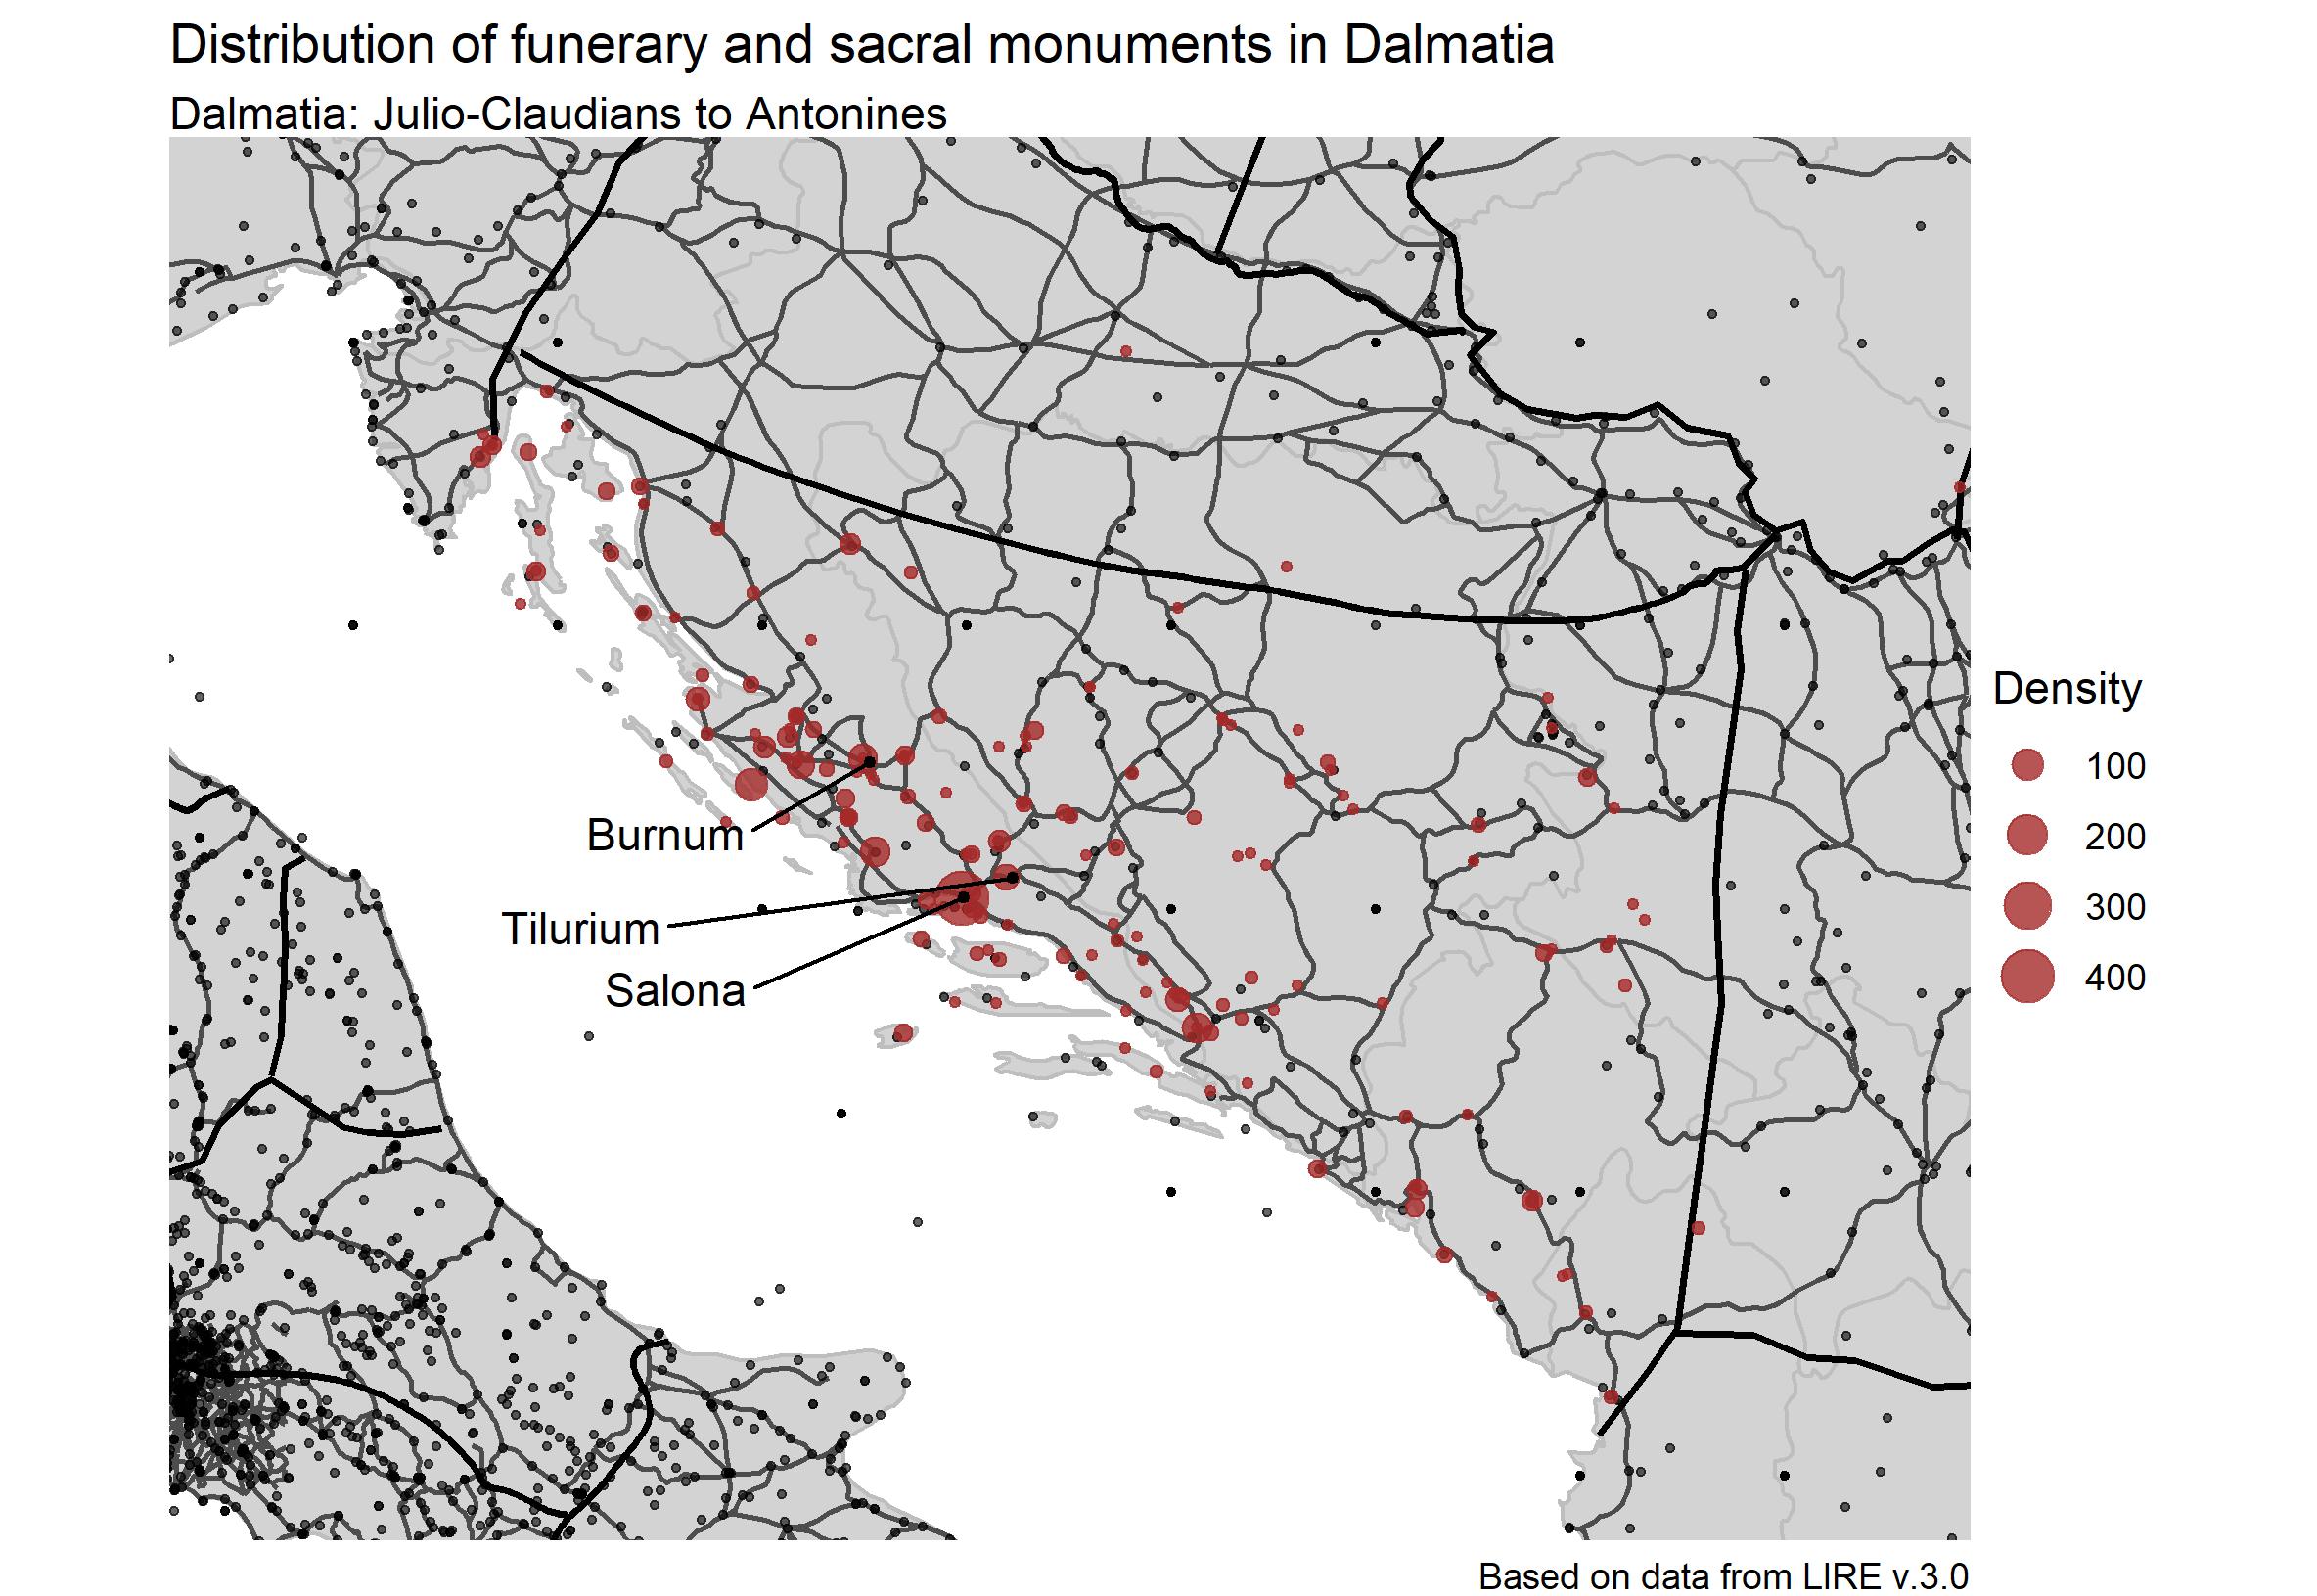 Distribution of funerary and sacral monuments in Dalmatia
Dalmatia: Julio-Claudians to Antonines
Burnum
Tilurium
Salona
Density
100
200
300
400
Based on data from LIRE v.3.0